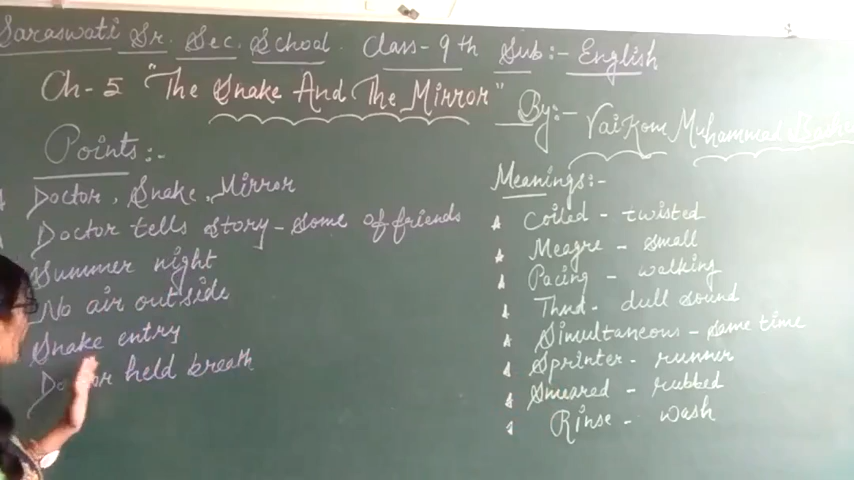 Saraswati Sr. Sec. School. Class-9th Sub:- English
Ch-5 "The Snake And The Mirror"
By:- Vaikom Muhammad
Points:-
Doctor, Snake, Mirror
Doctor tells story - some of friends
Summer night
No air outside
Snake entry
Doctor held breath
Meanings:-
Coiled - twisted
Meagre - small
Pacing - walking
Thud - dull sound
Simultaneous - same time
Sprinter - runner
Smeared - rubbed
Rinse - wash